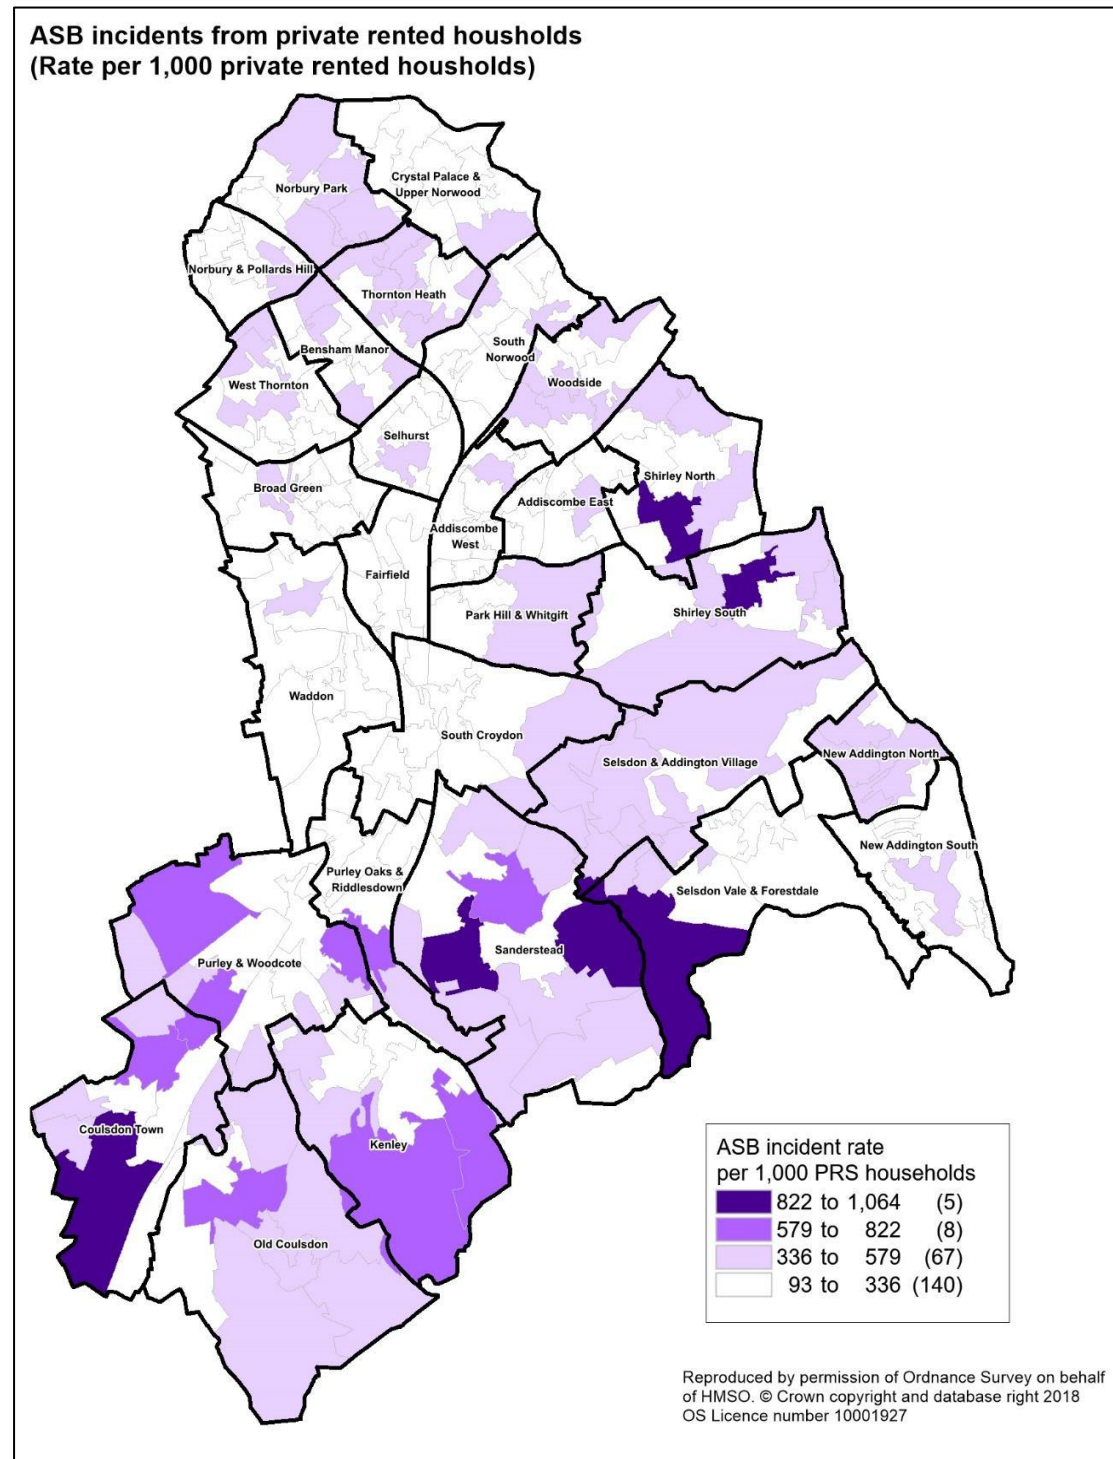 ASB incidents from private rented housholds
(Rate per 1,000 private rented housholds)
Crystal Palace &
Upper Norwood
Norbury Park
Norbury & Pollards Hill
Thornton Heath
South
Norwood
Bensham Manor
West Thornton
Woodside
Selhurst
Shirley North
Broad Green
Addiscombe East
Addiscombe
West
Fairfield
Park Hill & Whitgift
Shirley South
Waddon
South Croydon
Selsdon & Addington Village
New Addington North
New Addington South
Purley Oaks &
Riddlesdown
Selsdon Vale & Forestdale
Sanderstead
Purley & Woodcote
Coulsdon Town
Kenley
Old Coulsdon
ASB incident rate
per 1,000 PRS households
822 to 1,064 (5)
579 to 822 (8)
336 to 579 (67)
93 to 336 (140)
Reproduced by permission of Ordnance Survey on behalf
of HMSO. © Crown copyright and database right 2018
OS Licence number 10001927